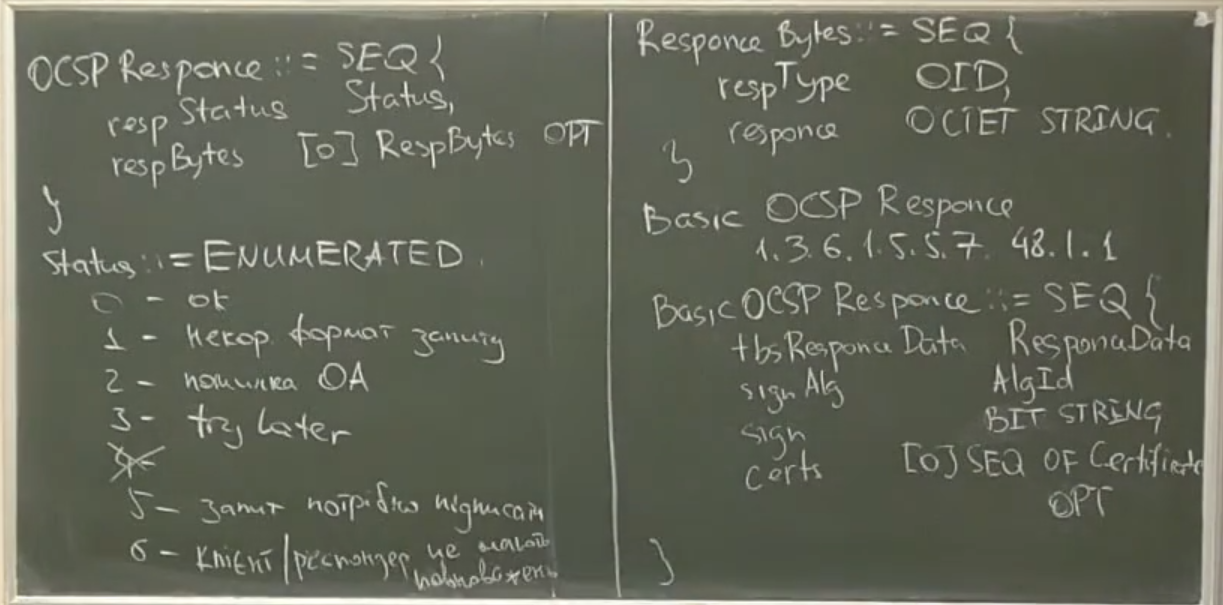 OCSP Responce ::= SEQ {
resp Status Status,
respBytes [0] RespBytes OPT
}
Status ::= ENUMERATED.
0 - ok
1 - некор. формат запиту
2 - помилка ОА
3 - try Later
4 -
5 - запит потрібно підписати
6 - клієнт/респондер не мають повноважень
Responce Bytes ::= SEQ {
respType OID,
responce OCTET STRING.
}
Basic OCSP Responce
1.3.6.1.5.5.7. 48.1.1
Basic OCSP Responce ::= SEQ {
tbsResponce Data ResponceData
sign Alg AlgId
sign BIT STRING
certs [0] SEQ OF Certificate
OPT
}